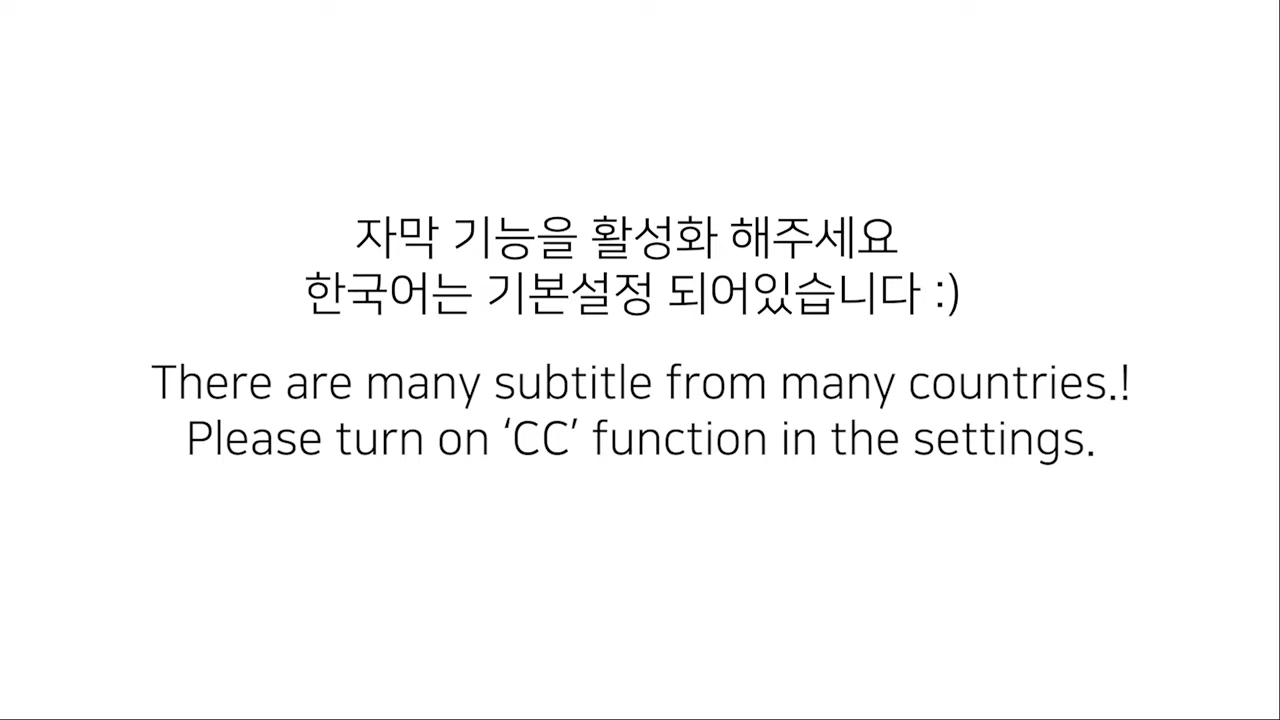 자막 기능을 활성화 해주세요
한국어는 기본설정 되어있습니다 :)
There are many subtitle from many countries.!
Please turn on ‘CC’ function in the settings.